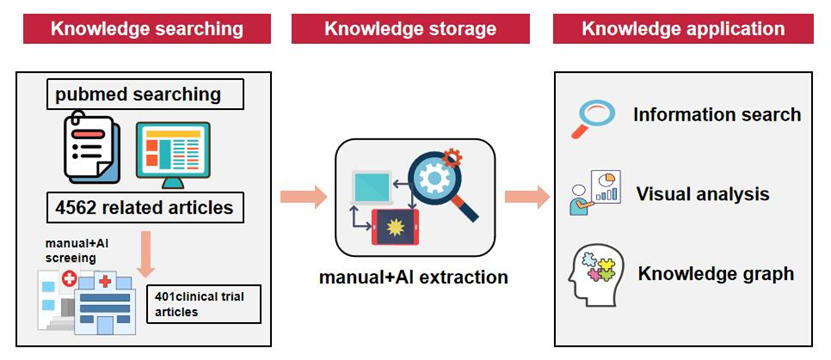 Knowledge searching
Knowledge storage
Knowledge application
pubmed searching
4562 related articles
manual+AI
screeing
401clinical trial
articles
manual+AI extraction
Information search
Visual analysis
Knowledge graph